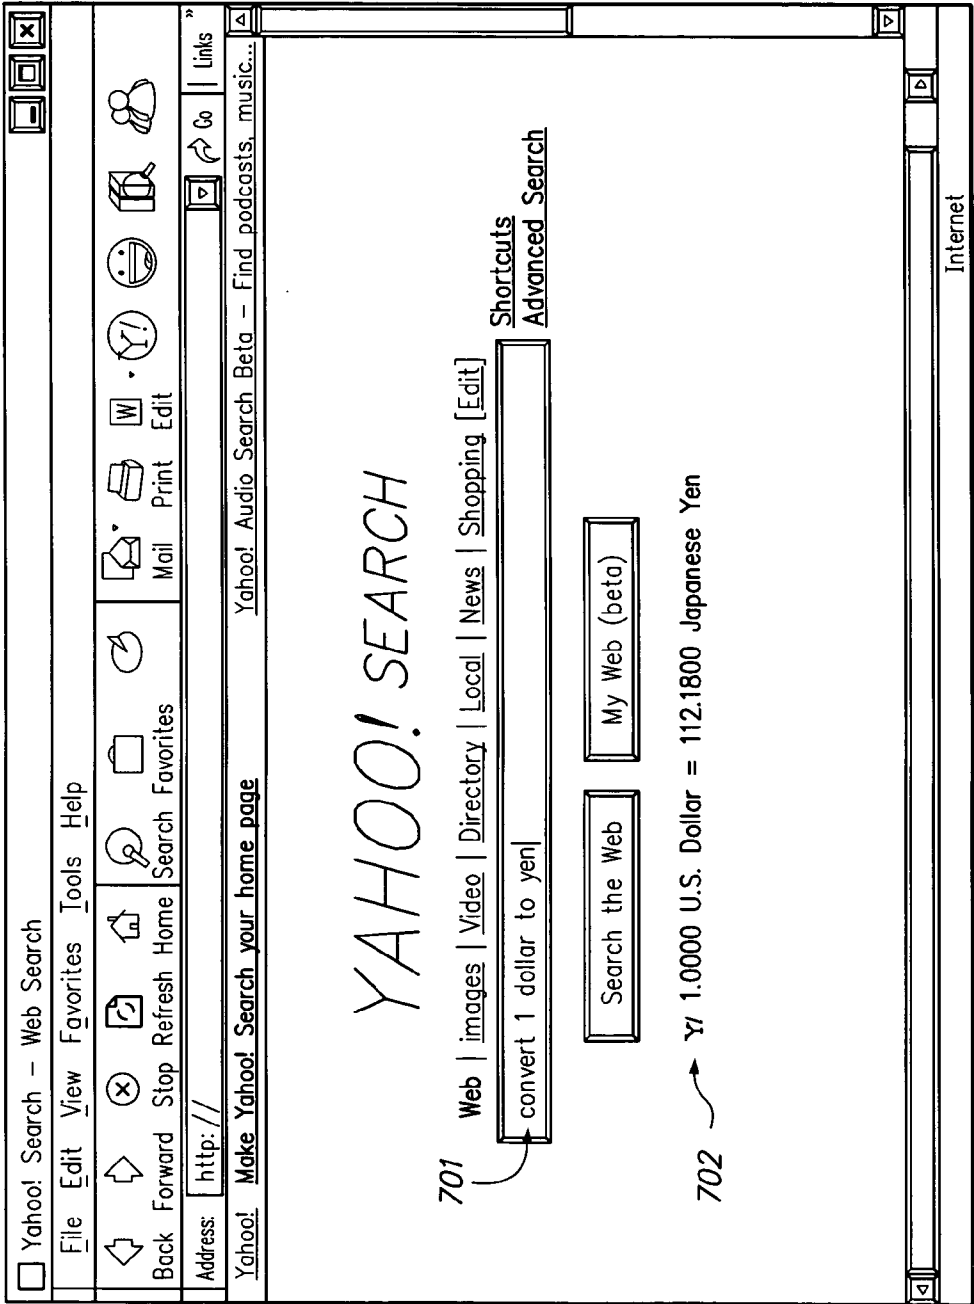 Yahoo! Search – Web Search
File Edit View Favorites Tools Help
Back Forward Stop Refresh Home Search Favorites Mail Print Edit
W Y!
Address: http:// Go Links »
Yahoo! Make Yahoo! Search your home page Yahoo! Audio Search Beta – Find podcasts, music...
YAHOO! SEARCH
Web | images | Video | Directory | Local | News | Shopping [Edit]
701
convert 1 dollar to yen
Shortcuts
Advanced Search
Search the Web My Web (beta)
702
Y/ 1.0000 U.S. Dollar = 112.1800 Japanese Yen
Internet